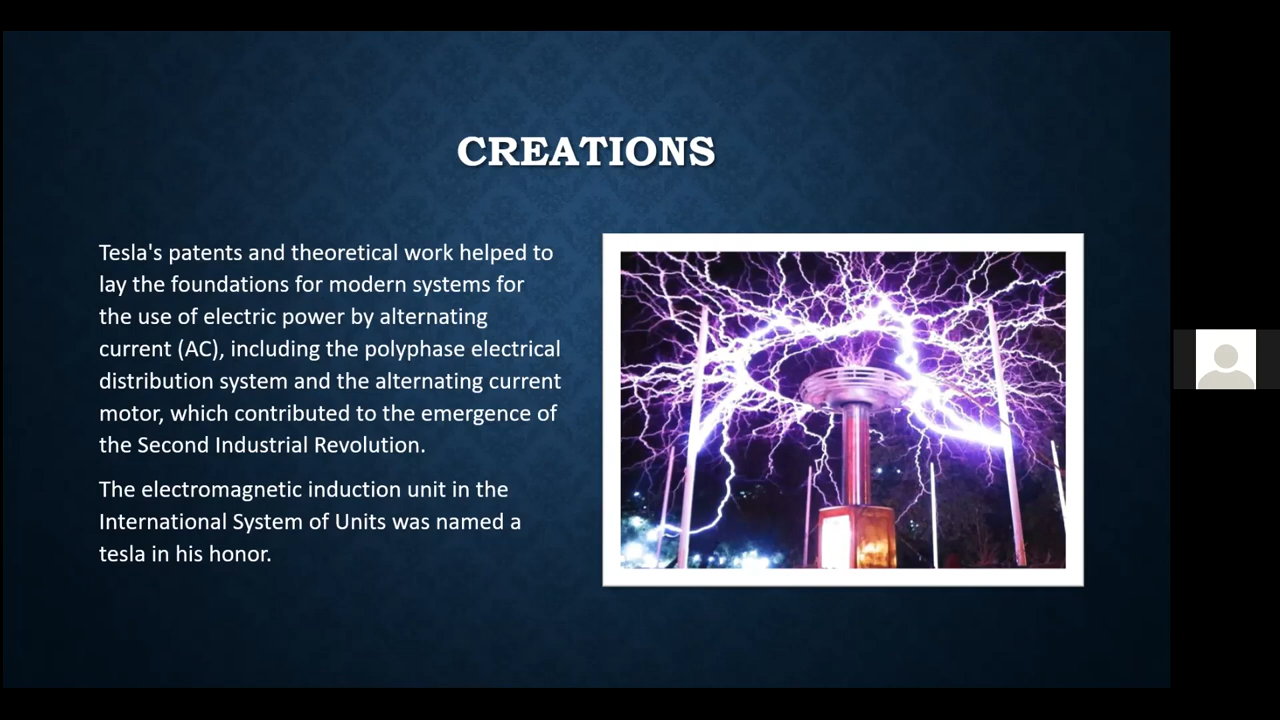 CREATIONS
Tesla's patents and theoretical work helped to
lay the foundations for modern systems for
the use of electric power by alternating
current (AC), including the polyphase electrical
distribution system and the alternating current
motor, which contributed to the emergence of
the Second Industrial Revolution.
The electromagnetic induction unit in the
International System of Units was named a
tesla in his honor.